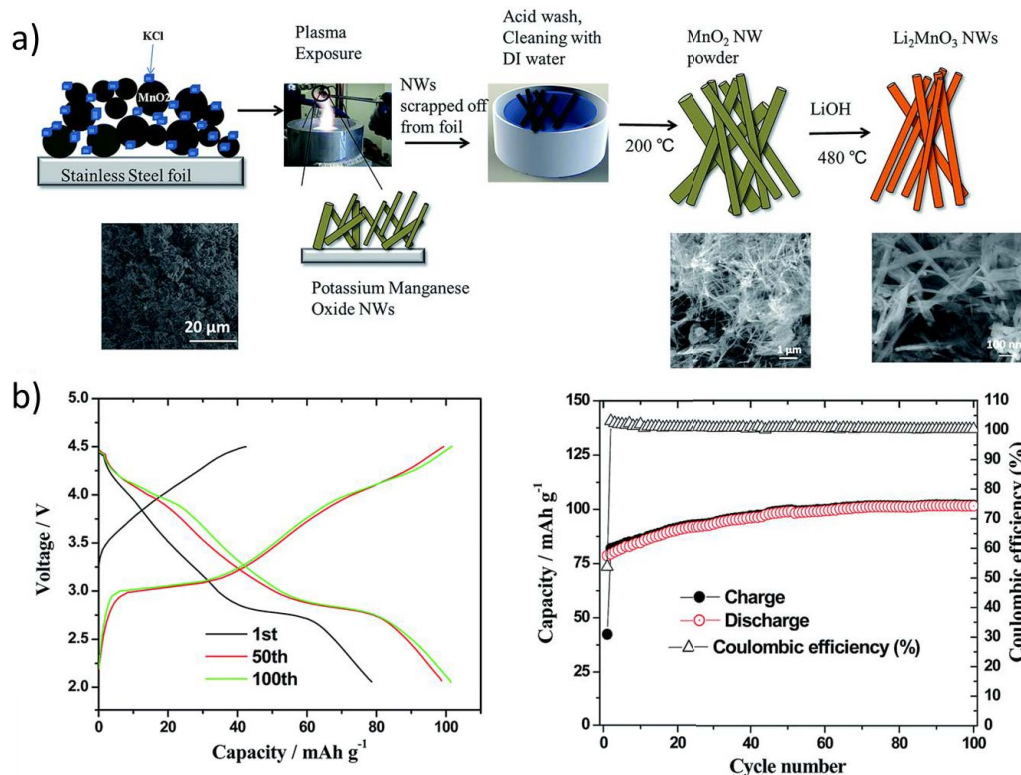 a)
KCl
MnO2
Stainless Steel foil
20 µm
Plasma
Exposure
NWs
scrapped off
from foil
Potassium Manganese
Oxide NWs
Acid wash,
Cleaning with
DI water
200 ℃
MnO₂ NW
powder
1 µm
LiOH
480 ℃
Li₂MnO₃ NWs
100 nm
b)
Voltage / V
5.0
4.5
4.0
3.5
3.0
2.5
2.0
1st
50th
100th
0 20 40 60 80 100
Capacity / mAh g⁻¹
Capacity / mAh g⁻¹
150
125
100
75
50
25
0
Charge
Discharge
Coulombic efficiency (%)
0 20 40 60 80 100
Cycle number
110
100
90
80
70
60
50
40
30
20
10
0
Coulombic efficiency (%)